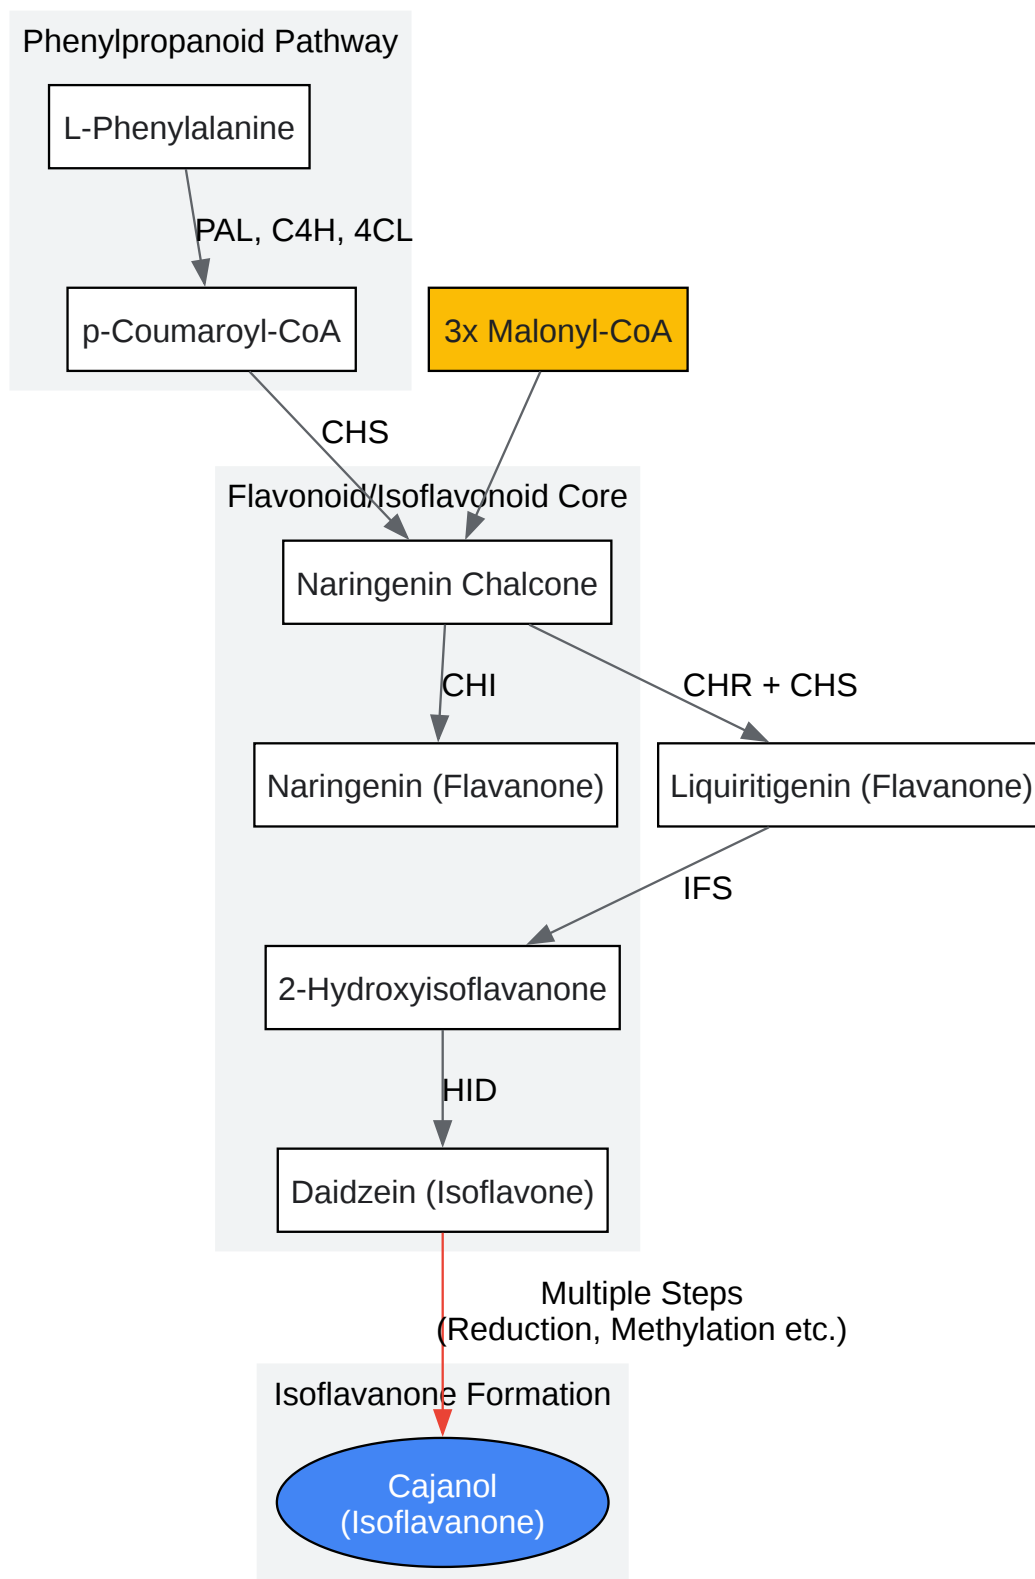 Phenylpropanoid Pathway
L-Phenylalanine
PAL, C4H, 4CL
p-Coumaroyl-CoA
3x Malonyl-CoA
CHS
Flavonoid/Isoflavonoid Core
Naringenin Chalcone
CHI
CHR + CHS
Naringenin (Flavanone)
Liquiritigenin (Flavanone)
IFS
2-Hydroxyisoflavanone
HID
Daidzein (Isoflavone)
Multiple Steps
(Reduction, Methylation etc.)
Isoflavanone Formation
Cajanol
(Isoflavanone)